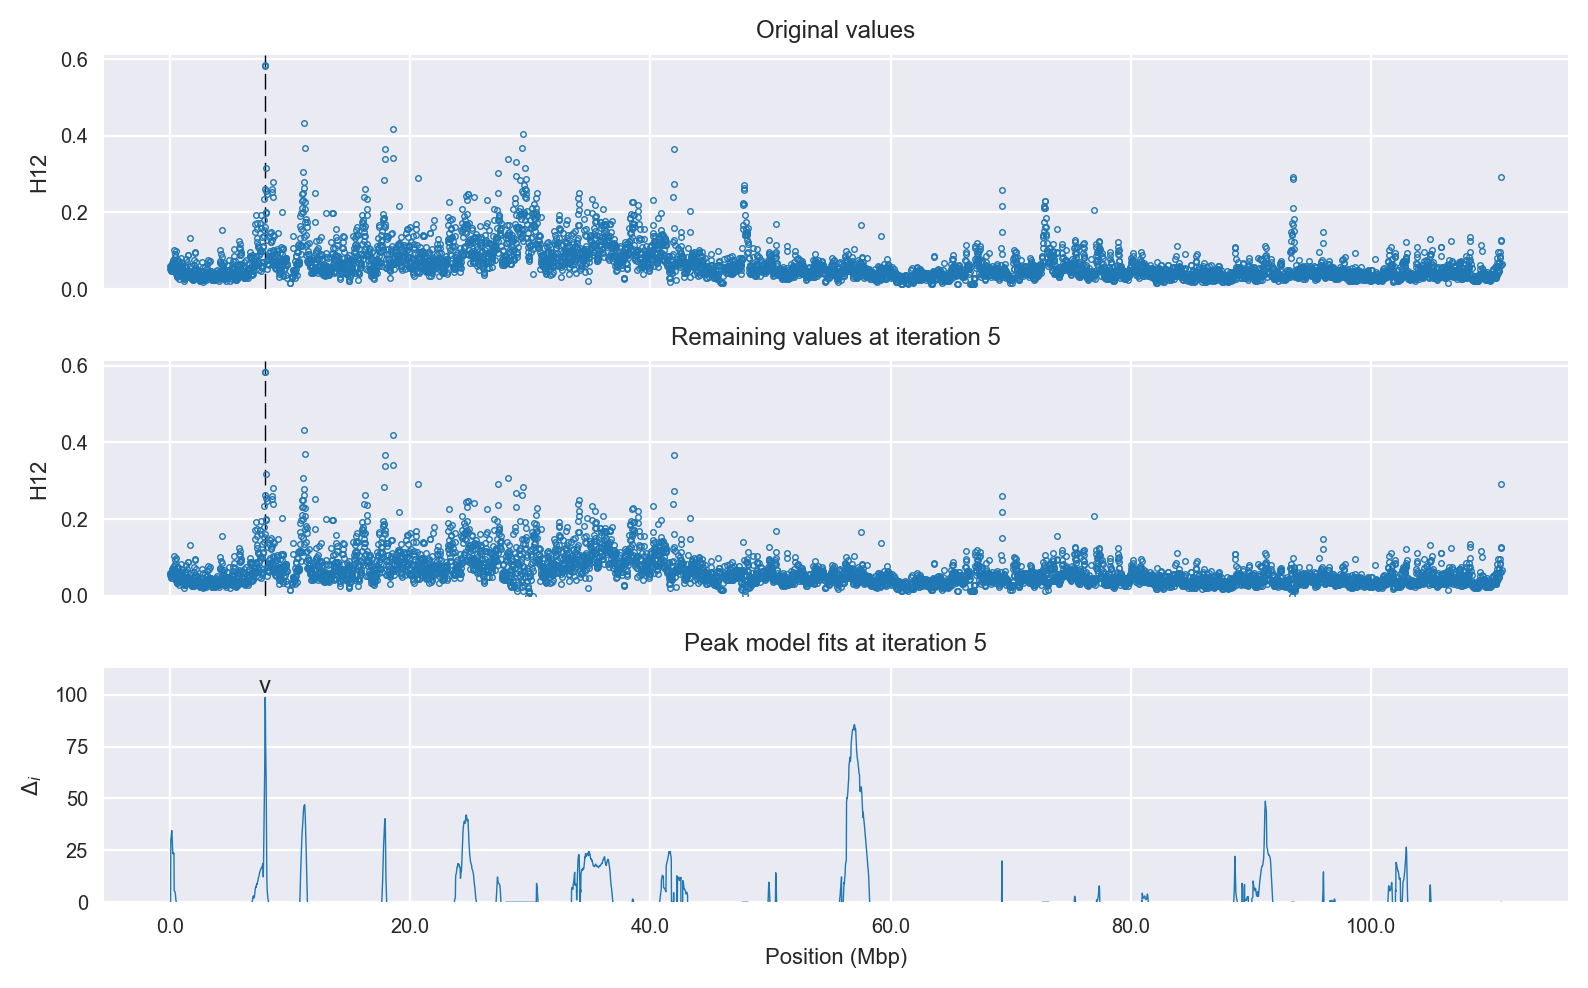 Original values
0.6
0.4
0.2
0.0
H12
Remaining values at iteration 5
0.6
0.4
0.2
0.0
H12
Peak model fits at iteration 5
v
100
75
50
25
0
Δi
0.0 20.0 40.0 60.0 80.0 100.0
Position (Mbp)